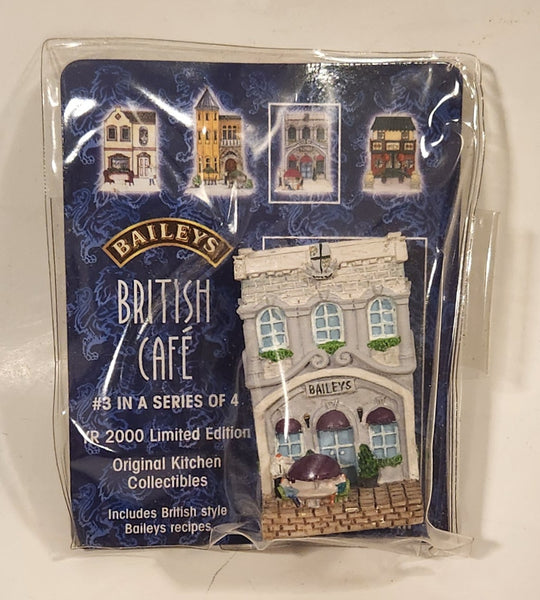 BAILEYS
BRITISH
CAFÉ
#3 IN A SERIES OF 4
YR 2000 Limited Edition
Original Kitchen
Collectibles
Includes British style
Baileys recipes
BAILEYS